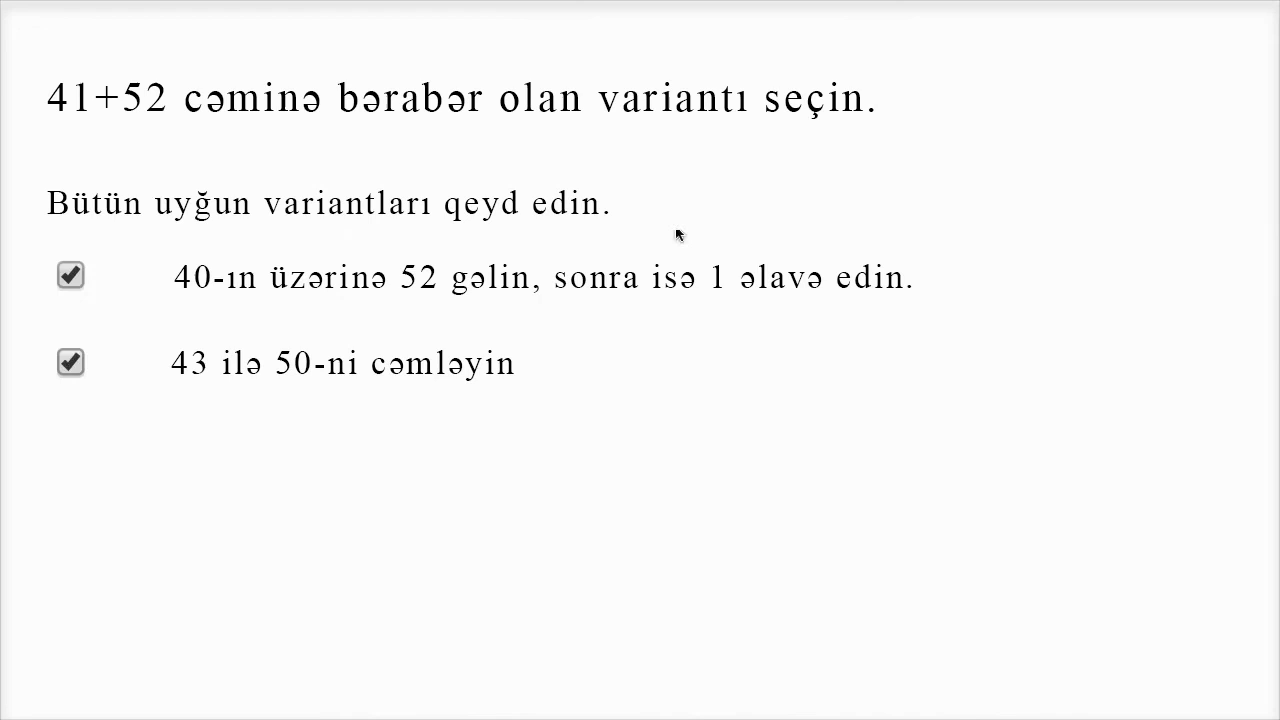 41+52 cəminə bərabər olan variantı seçin.
Bütün uyğun variantları qeyd edin.
40-ın üzərinə 52 gəlin, sonra isə 1 əlavə edin.
43 ilə 50-ni cəmləyin